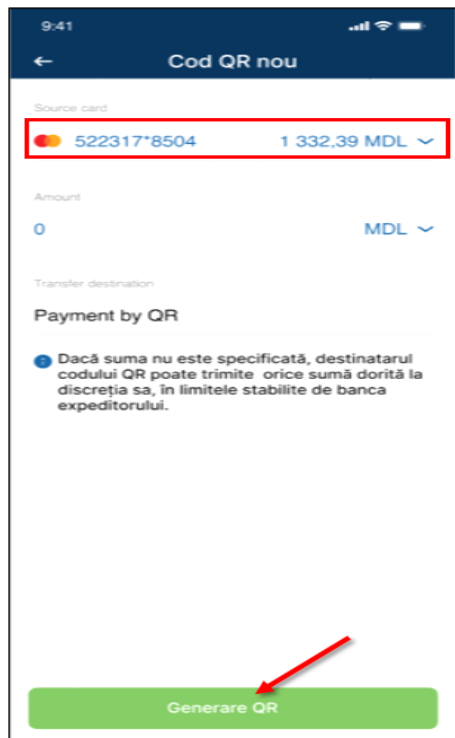 9:41
Cod QR nou
Source card
522317*8504 1 332,39 MDL
Amount
0 MDL
Transfer destination
Payment by QR
Dacă suma nu este specificată, destinatarul
codului QR poate trimite orice sumă dorită la
discreția sa, în limitele stabilite de banca
expeditorului.
Generare QR